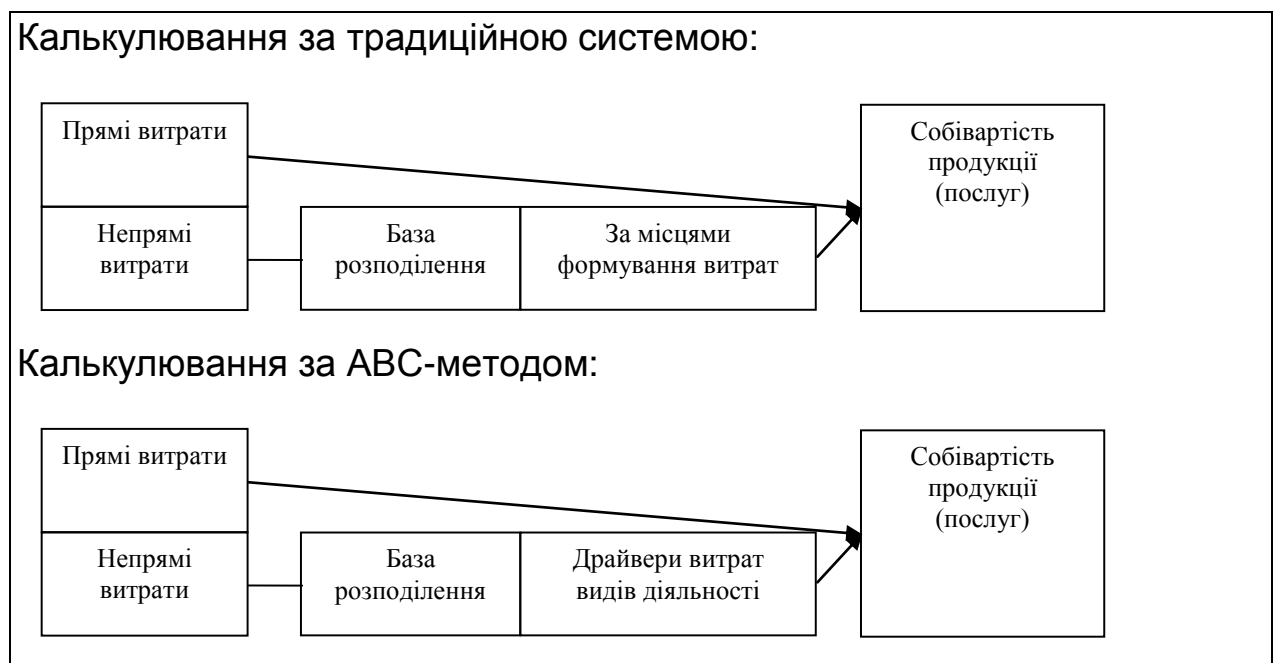 Калькулювання за традиційною системою:
Прямі витрати
Собівартість
продукції
(послуг)
Непрямі
витрати
База
розподілення
За місцями
формування витрат
Калькулювання за АВС-методом:
Прямі витрати
Собівартість
продукції
(послуг)
Непрямі
витрати
База
розподілення
Драйвери витрат
видів діяльності